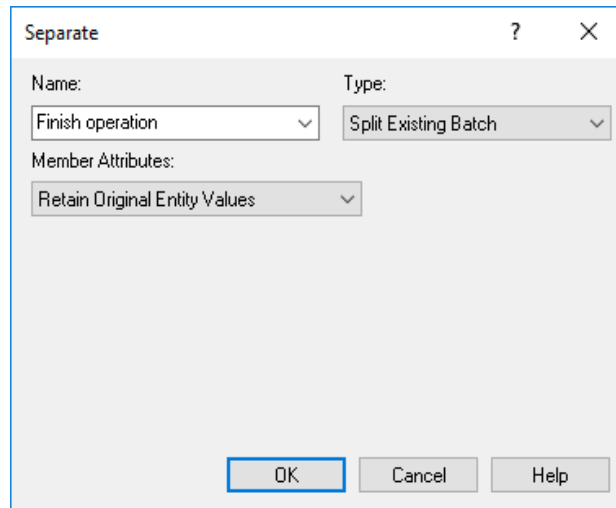 Separate ?
Name: Type:
Finish operation Split Existing Batch
Member Attributes:
Retain Original Entity Values
OK Cancel Help